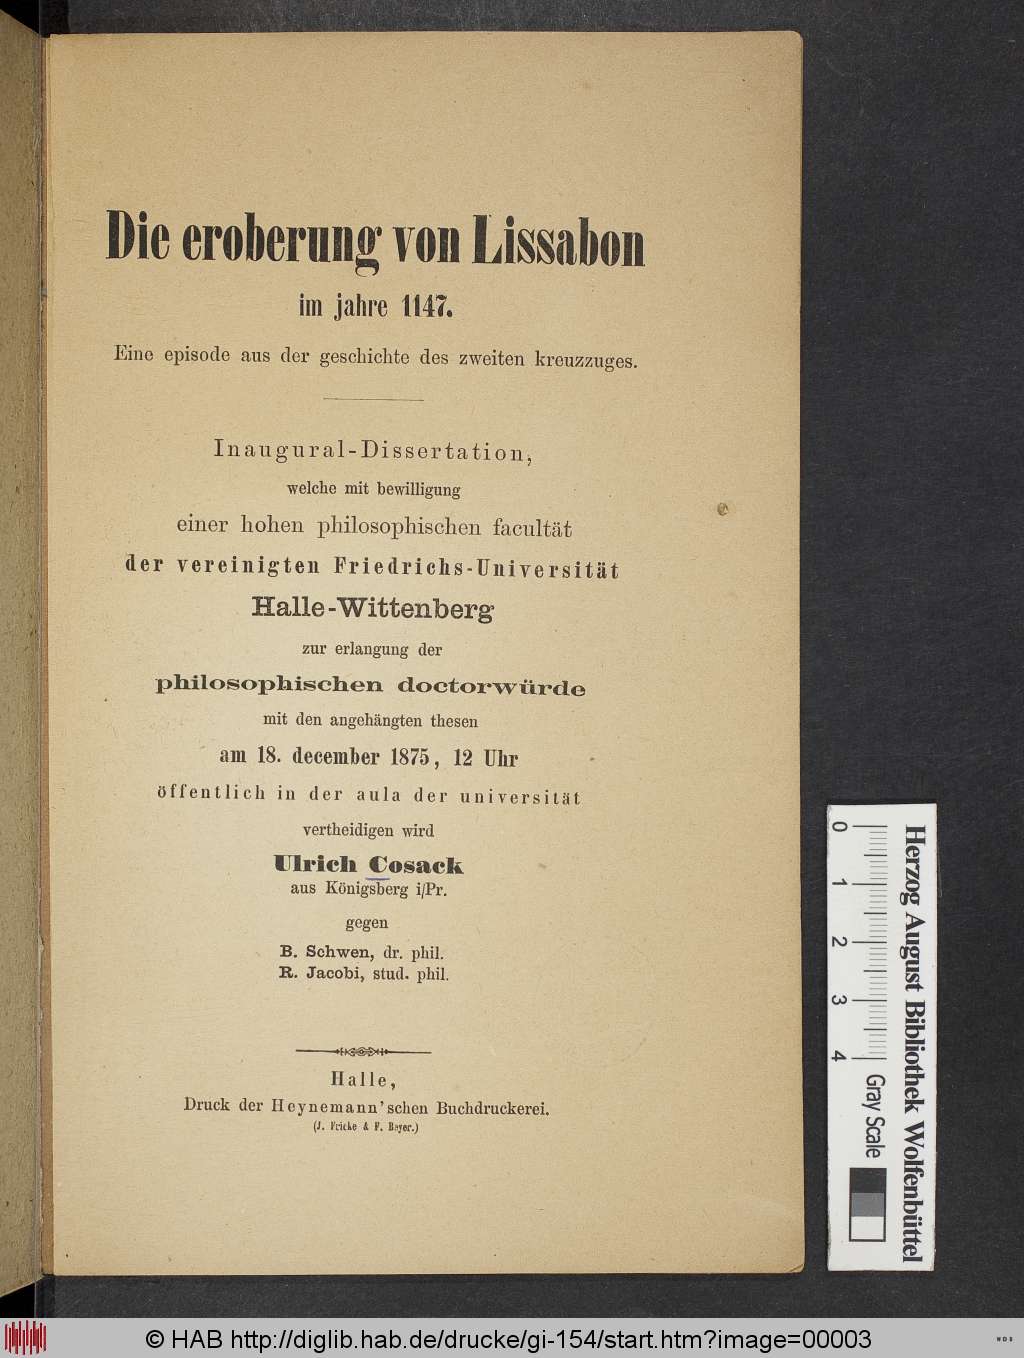 Die eroberung von Lissabon
im jahre 1147.
Eine episode aus der geschichte des zweiten kreuzzuges.
Inaugural-Dissertation,
welche mit bewilligung
einer hohen philosophischen facultät
der vereinigten Friedrichs-Universität
Halle-Wittenberg
zur erlangung der
philosophischen doctorwürde
mit den angehängten thesen
am 18. december 1875, 12 Uhr
öffentlich in der aula der universität
vertheidigen wird
Ulrich Cosack
aus Königsberg i/Pr.
gegen
B. Schwen, dr. phil.
R. Jacobi, stud. phil.
Halle,
Druck der Heynemann'schen Buchdruckerei.
(J. Fricke & F. Beyer.)
0 1 2 3 4 Gray Scale
Herzog August Bibliothek Wolfenbüttel
© HAB http://diglib.hab.de/drucke/gi-154/start.htm?image=00003
WDB